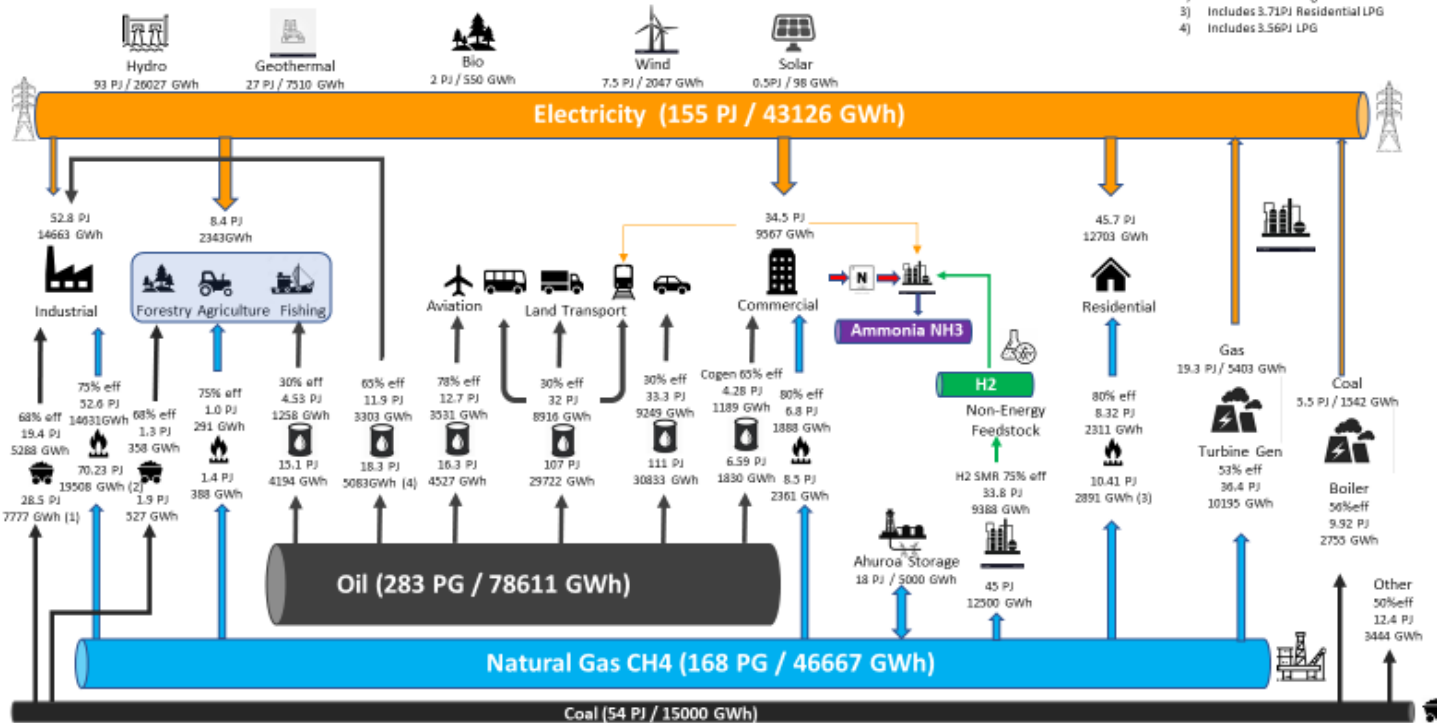 3) Includes 3.71PJ Residential LPG
4) Includes 3.56PJ LPG
Hydro
93 PJ / 26027 GWh
Geothermal
27 PJ / 7510 GWh
Bio
2 PJ / 550 GWh
Wind
7.5 PJ / 2047 GWh
Solar
0.5PJ / 98 GWh
Electricity (155 PJ / 43126 GWh)
52.8 PJ
14663 GWh
Industrial
8.4 PJ
2343GWh
Forestry Agriculture Fishing
Aviation
Land Transport
34.5 PJ
9567 GWh
Commercial
N
Ammonia NH3
45.7 PJ
12703 GWh
Residential
H2
Non-Energy
Feedstock
Gas
19.3 PJ / 5403 GWh
Turbine Gen
53% eff
36.4 PJ
10195 GWh
Coal
5.5 PJ / 1542 GWh
Boiler
56%eff
9.92 PJ
2755 GWh
Other
50%eff
12.4 PJ
3444 GWh
68% eff
19.4 PJ
5288 GWh
28.5 PJ
7777 GWh (1)
75% eff
52.6 PJ
14631GWh
70.23 PJ
19508 GWh (2)
68% eff
1.3 PJ
358 GWh
1.9 PJ
527 GWh
75% eff
1.0 PJ
291 GWh
1.4 PJ
388 GWh
30% eff
4.53 PJ
1258 GWh
15.1 PJ
4194 GWh
65% eff
11.9 PJ
3303 GWh
18.3 PJ
5083GWh (4)
78% eff
12.7 PJ
3531 GWh
16.3 PJ
4527 GWh
30% eff
32 PJ
8916 GWh
107 PJ
29722 GWh
30% eff
33.3 PJ
9249 GWh
111 PJ
30833 GWh
Cogen 65% eff
4.28 PJ
1189 GWh
6.59 PJ
1830 GWh
80% eff
6.8 PJ
1888 GWh
8.5 PJ
2361 GWh
Ahuroa Storage
18 PJ / 5000 GWh
H2 SMR 75% eff
33.8 PJ
9388 GWh
45 PJ
12500 GWh
80% eff
8.32 PJ
2311 GWh
10.41 PJ
2891 GWh (3)
Oil (283 PG / 78611 GWh)
Natural Gas CH4 (168 PG / 46667 GWh)
Coal (54 PJ / 15000 GWh)